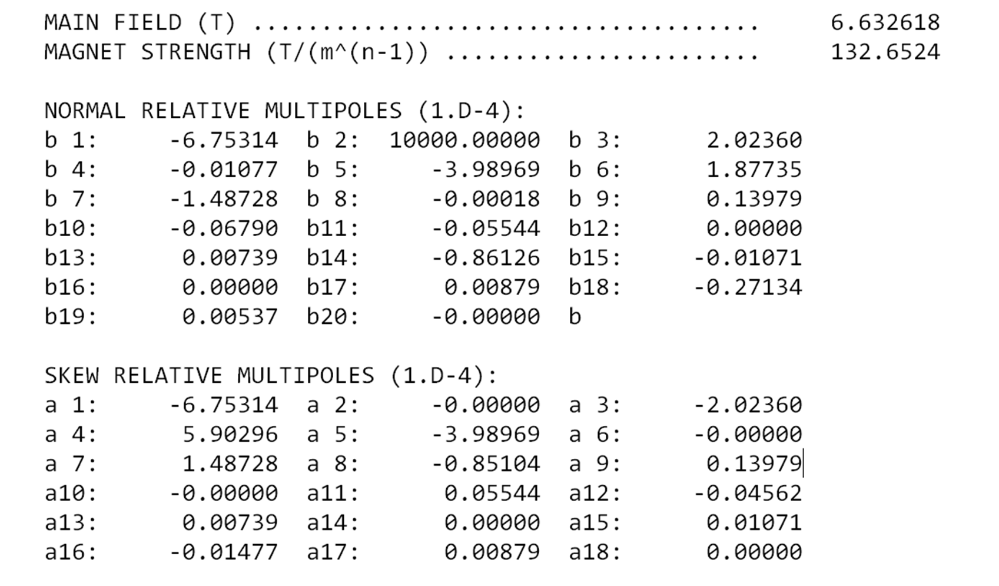 MAIN FIELD (T) ..................................... 6.632618
MAGNET STRENGTH (T/(m^(n-1)) ....................... 132.6524
NORMAL RELATIVE MULTIPOLES (1.D-4):
b 1: -6.75314 b 2: 10000.00000 b 3: 2.02360
b 4: -0.01077 b 5: -3.98969 b 6: 1.87735
b 7: -1.48728 b 8: -0.00018 b 9: 0.13979
b10: -0.06790 b11: -0.05544 b12: 0.00000
b13: 0.00739 b14: -0.86126 b15: -0.01071
b16: 0.00000 b17: 0.00879 b18: -0.27134
b19: 0.00537 b20: -0.00000 b
SKEW RELATIVE MULTIPOLES (1.D-4):
a 1: -6.75314 a 2: -0.00000 a 3: -2.02360
a 4: 5.90296 a 5: -3.98969 a 6: -0.00000
a 7: 1.48728 a 8: -0.85104 a 9: 0.13979
a10: -0.00000 a11: 0.05544 a12: -0.04562
a13: 0.00739 a14: 0.00000 a15: 0.01071
a16: -0.01477 a17: 0.00879 a18: 0.00000